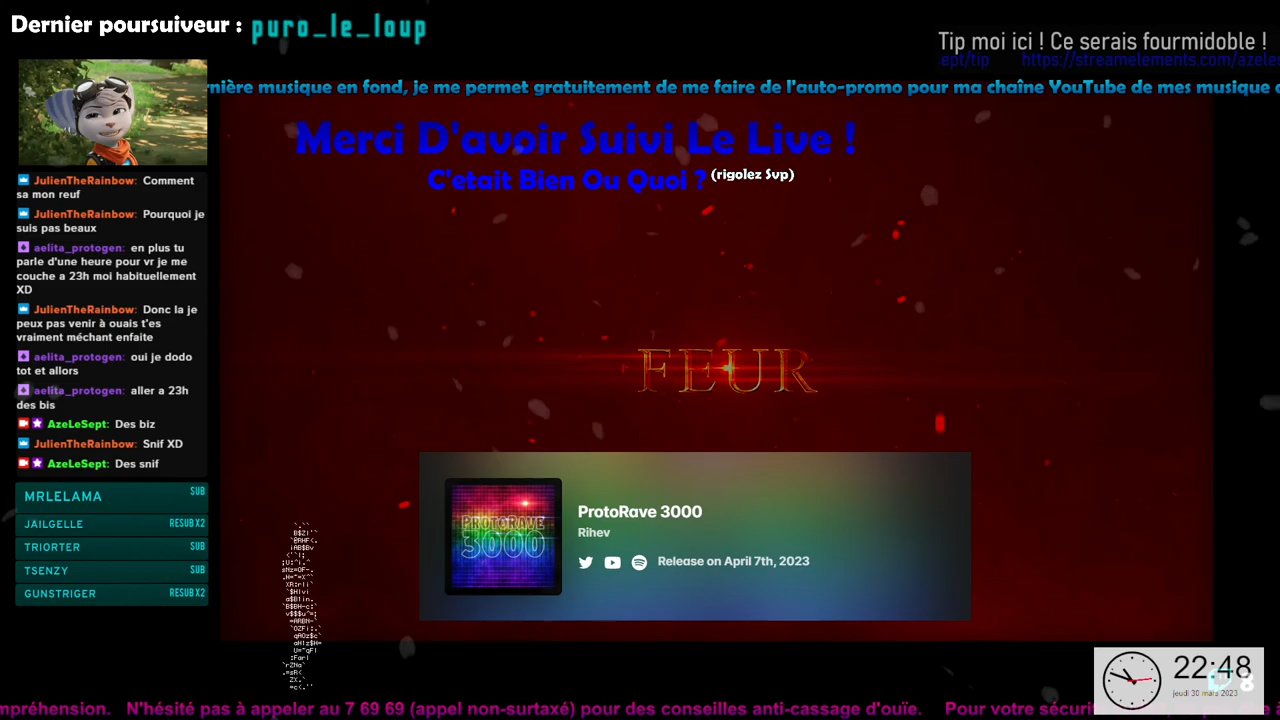 Dernier poursuiveur : puro_le_loup
Tip moi ici ! Ce serais fourmidoble !
ept/tip https://streamelements.com/azele
rnière musique en fond, je me permet gratuitement de me faire de l'auto-promo pour ma chaîne YouTube de mes musique
Merci D'avoir Suivi Le Live !
C'etait Bien Ou Quoi ? (rigolez Svp)
JulienTheRainbow: Comment
sa mon reuf
JulienTheRainbow: Pourquoi je
suis pas beaux
aelita_protogen: en plus tu
parle d'une heure pour vr je me
couche a 23h moi habituellement
XD
JulienTheRainbow: Donc la je
peux pas venir à ouais t'es
vraiment méchant enfaite
aelita_protogen: oui je dodo
tot et allors
aelita_protogen: aller a 23h
des bis
AzeLeSept: Des biz
JulienTheRainbow: Snif XD
AzeLeSept: Des snif
FEUR
MRLELAMA SUB
JAILGELLE RESUB X2
TRIORTER SUB
TSENZY SUB
GUNSTRIGER RESUB X2
PROTORAVE
3000
ProtoRave 3000
Rihev
Release on April 7th, 2023
22:48
8
jeudi 30 mars 2023
mpréhension. N'hésité pas à appeler au 7 69 69 (appel non-surtaxé) pour des conseilles anti-cassage d'ouïe. Pour votre sécuri